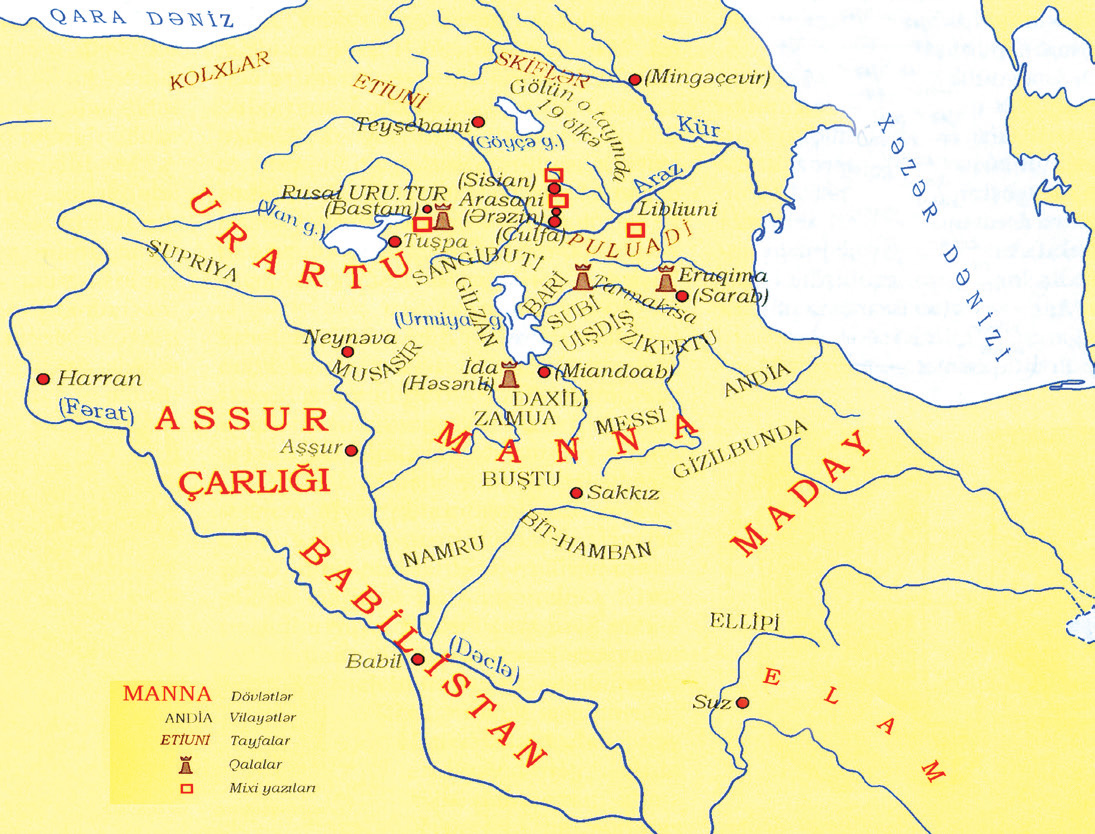 QARA DƏNİZ
KOLXLAR
ETİUNİ
SKİFLƏR
Gölün o tayında
19 ölkə
(Mingəçevir)
Teyşebaini
(Göyçə g.)
Kür
Araz
XƏZƏR DƏNİZİ
(Sisian)
Arasani
(Ərəzin)
(Culfa)
Libliuni
PULUADİ
Rusai URU.TUR
(Bastam)
(Van g.)
Tuşpa
URARTU
ŞUPRİYA
SANGİBUTİ
GİLZAN
BARİ
SUBİ
UİŞDİŞ
Tarmakisa
Eruqima
(Sarab)
ZİKERTU
ANDİA
(Urmiya g.)
Neynəva
MUSASIR
İda
(Həsənli)
(Miandoab)
DAXİLİ
ZAMUA
MESSİ
MANNA
GİZİLBUNDA
MADAY
Harran
(Fərat)
ASSUR
ÇARLIĞI
Aşşur
BUŞTU
Sakkız
NAMRU
BİT-HAMBAN
BABİLİSTAN
Babil
(Dəclə)
ELLİPİ
Suz
ELAM
MANNA Dövlətlər
ANDİA Vilayətlər
ETİUNİ Tayfalar
Qalalar
Mixi yazıları